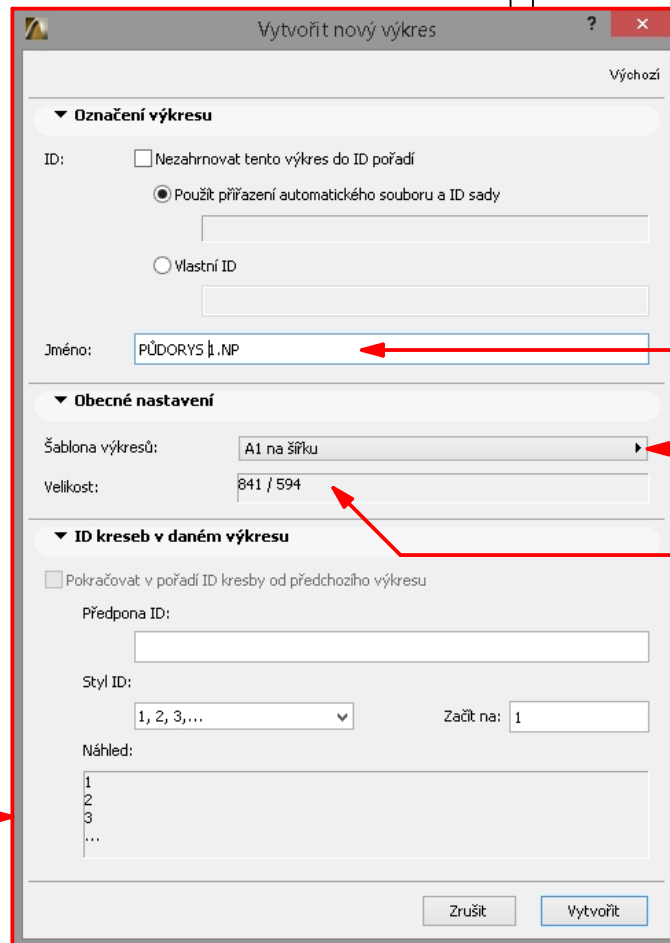 Vytvořit nový výkres ?
Výchozí
Označení výkresu
ID: Nezahrnovat tento výkres do ID pořadí
Použít přiřazení automatického souboru a ID sady
Vlastní ID
Jméno: PŮDORYS 1.NP
Obecné nastavení
Šablona výkresů: A1 na šířku
Velikost: 841 / 594
ID kreseb v daném výkresu
Pokračovat v pořadí ID kresby od předchozího výkresu
Předpona ID:
Styl ID:
1, 2, 3,... Začít na: 1
Náhled:
1
2
3
...
Zrušit Vytvořit